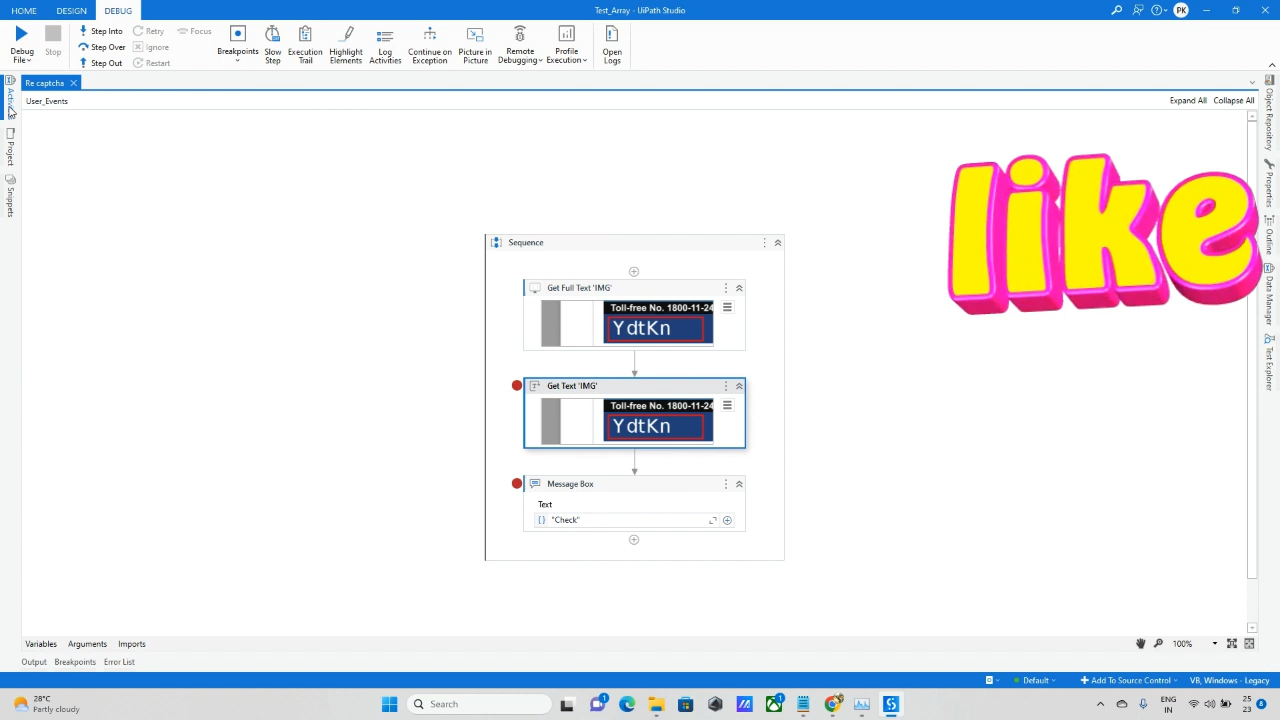 HOME DESIGN DEBUG Test_Array - UiPath Studio PK
Debug File Stop Step Into Step Over Step Out Retry Ignore Restart Focus Breakpoints Slow Step Execution Trail Highlight Elements Log Activities Continue on Exception Picture in Picture Remote Debugging Profile Execution Open Logs
Re captcha
User_Events Expand All Collapse All
Project
Snippets
Object Repository
Properties
Outline
Data Manager
Test Explorer
like
Sequence
Get Full Text 'IMG'
Toll-free No. 1800-11-24
YdtKn
Get Text 'IMG'
Toll-free No. 1800-11-24
YdtKn
Message Box
Text
"Check"
Variables Arguments Imports 100%
Output Breakpoints Error List
Default Add To Source Control VB, Windows - Legacy
28°C
Partly cloudy
Search
ENG
IN
25
23